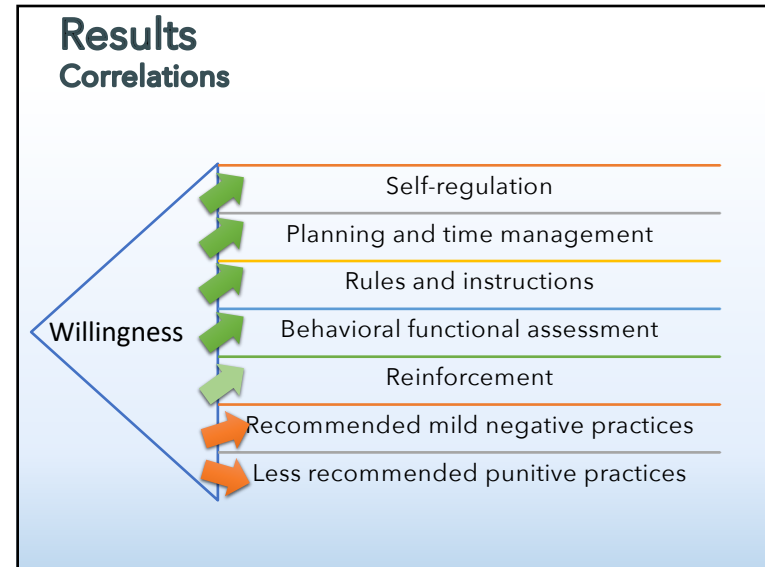 Results
Correlations
Self-regulation
Planning and time management
Rules and instructions
Willingness
Behavioral functional assessment
Reinforcement
Recommended mild negative practices
Less recommended punitive practices